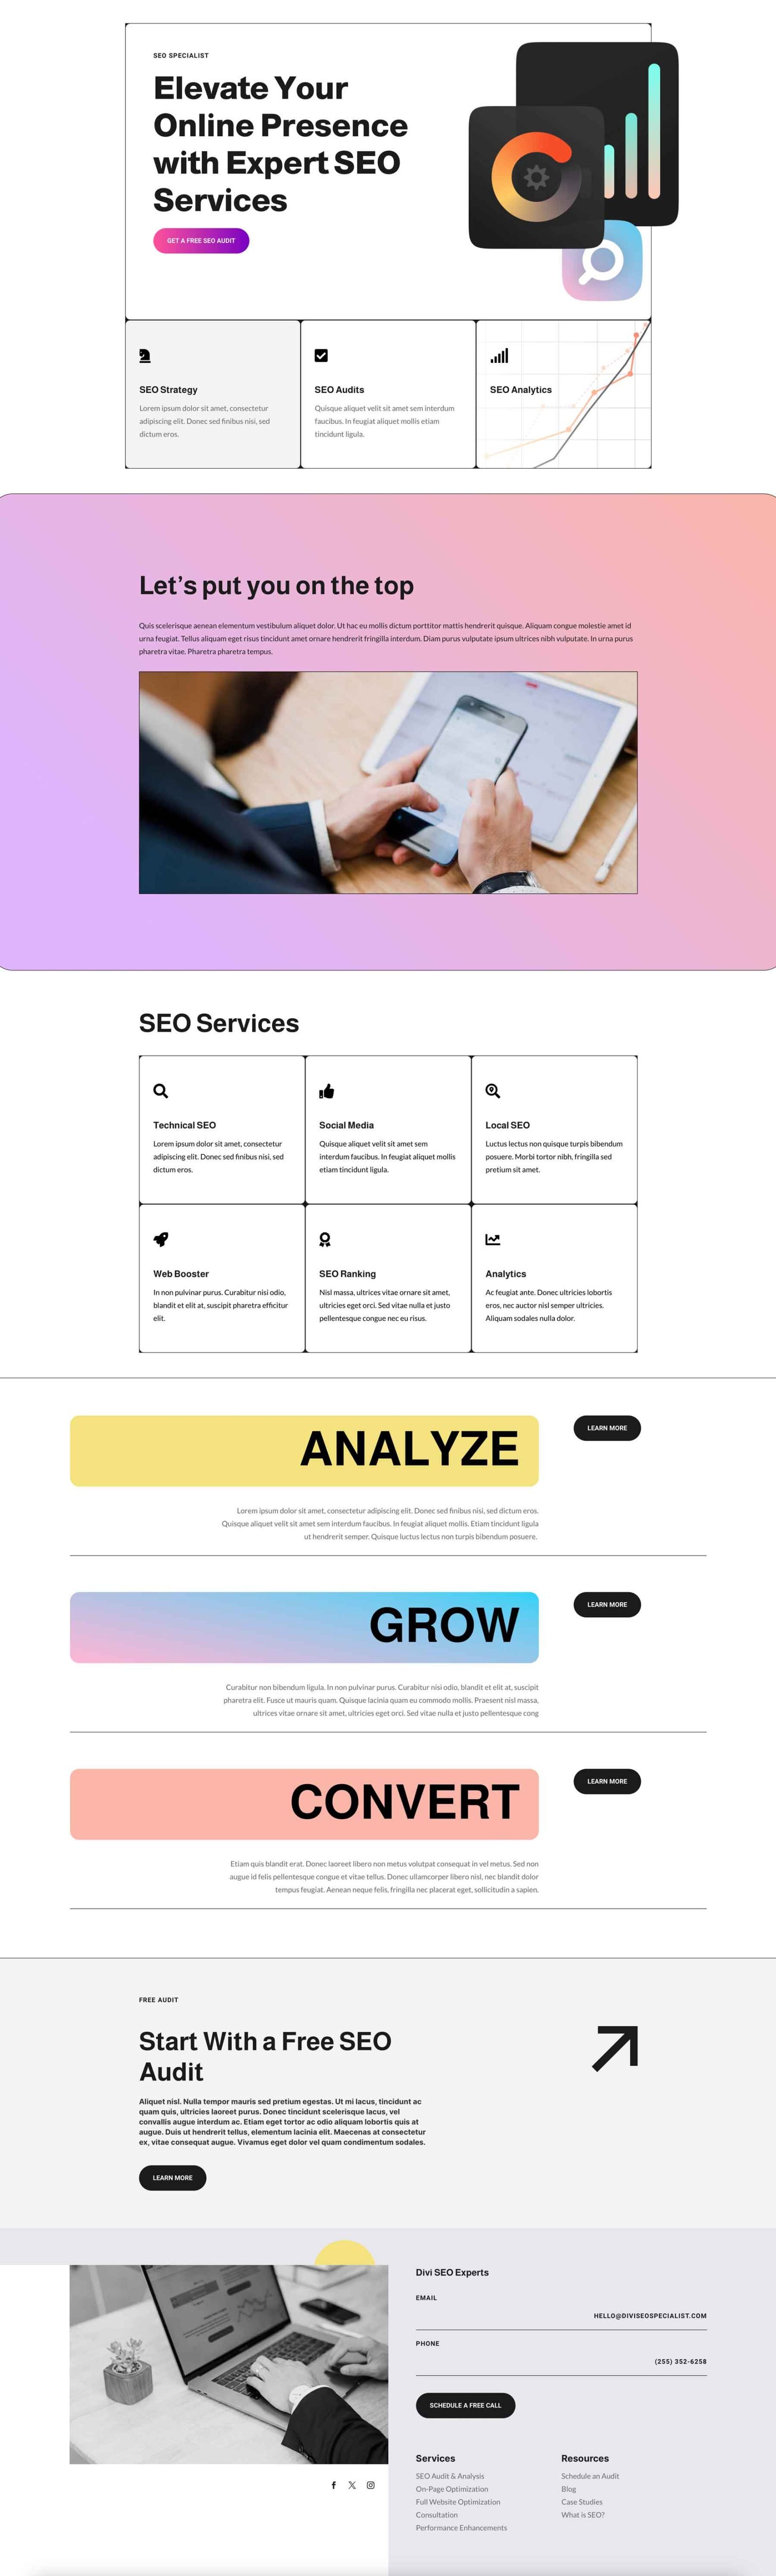 SEO SPECIALIST
Elevate Your
Online Presence
with Expert SEO
Services
GET A FREE SEO AUDIT
SEO Strategy
Lorem ipsum dolor sit amet, consectetur
adipiscing elit. Donec sed finibus nisi, sed
dictum eros.
SEO Audits
Quisque aliquet velit sit amet sem interdum
faucibus. In feugiat aliquet mollis etiam
tincidunt ligula.
SEO Analytics
Let’s put you on the top
Quis scelerisque aenean elementum vestibulum aliquet dolor. Ut hac eu mollis dictum porttitor mattis hendrerit quisque. Aliquam congue molestie amet id
urna feugiat. Tellus aliquam eget risus tincidunt amet ornare hendrerit fringilla interdum. Diam purus vulputate ipsum ultrices nibh vulputate. In urna purus
pharetra vitae. Pharetra pharetra tempus.
SEO Services
Technical SEO
Lorem ipsum dolor sit amet, consectetur
adipiscing elit. Donec sed finibus nisi, sed
dictum eros.
Social Media
Quisque aliquet velit sit amet sem
interdum faucibus. In feugiat aliquet mollis
etiam tincidunt ligula.
Local SEO
Luctus lectus non quisque turpis bibendum
posuere. Morbi tortor nibh, fringilla sed
pretium sit amet.
Web Booster
In non pulvinar purus. Curabitur nisi odio,
blandit et elit at, suscipit pharetra efficitur
elit.
SEO Ranking
Nisl massa, ultrices vitae ornare sit amet,
ultricies eget orci. Sed vitae nulla et justo
pellentesque congue nec eu risus.
Analytics
Ac feugiat ante. Donec ultricies lobortis
eros, nec auctor nisl semper ultricies.
Aliquam sodales nulla dolor.
ANALYZE
LEARN MORE
Lorem ipsum dolor sit amet, consectetur adipiscing elit. Donec sed finibus nisi, sed dictum eros.
Quisque aliquet velit sit amet sem interdum faucibus. In feugiat aliquet mollis. Etiam tincidunt ligula
ut hendrerit semper. Quisque luctus lectus non turpis bibendum posuere.
GROW
LEARN MORE
Curabitur non bibendum ligula. In non pulvinar purus. Curabitur nisi odio, blandit et elit at, suscipit
pharetra elit. Fusce ut mauris quam. Quisque lacinia quam eu commodo mollis. Praesent nisl massa,
ultrices vitae ornare sit amet, ultricies eget orci. Sed vitae nulla et justo pellentesque cong
CONVERT
LEARN MORE
Etiam quis blandit erat. Donec laoreet libero non metus volutpat consequat in vel metus. Sed non
augue id felis pellentesque congue et vitae tellus. Donec ullamcorper libero nisl, nec blandit dolor
tempus feugiat. Aenean neque felis, fringilla nec placerat eget, sollicitudin a sapien.
FREE AUDIT
Start With a Free SEO
Audit
Aliquet nisl. Nulla tempor mauris sed pretium egestas. Ut mi lacus, tincidunt ac
quam quis, ultricies laoreet purus. Donec tincidunt scelerisque lacus, vel
convallis augue interdum ac. Etiam eget tortor ac odio aliquam lobortis quis at
augue. Duis ut hendrerit tellus, elementum lacinia elit. Maecenas at consectetur
ex, vitae consequat augue. Vivamus eget dolor vel quam condimentum sodales.
LEARN MORE
Divi SEO Experts
EMAIL
HELLO@DIVISEOSPECIALIST.COM
PHONE
(255) 352-6258
SCHEDULE A FREE CALL
Services
SEO Audit & Analysis
On-Page Optimization
Full Website Optimization
Consultation
Performance Enhancements
Resources
Schedule an Audit
Blog
Case Studies
What is SEO?